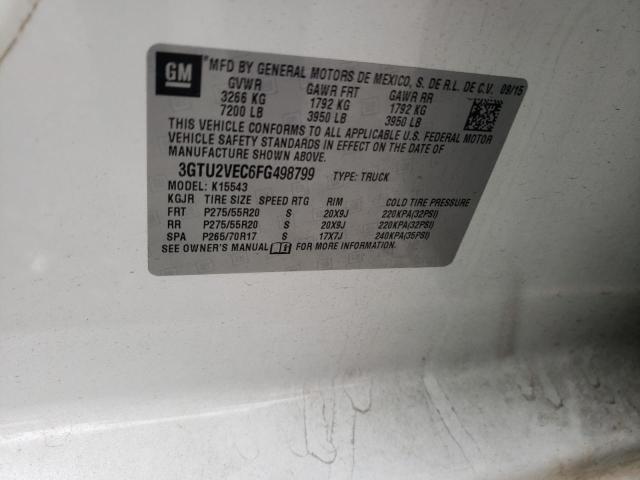 GM
*MFD BY GENERAL MOTORS DE MEXICO, S. DE R.L. DE C.V. 09/15
GVWR GAWR FRT GAWR RR
3266 KG 1792 KG 1792 KG
7200 LB 3950 LB 3950 LB
THIS VEHICLE CONFORMS TO ALL APPLICABLE U.S. FEDERAL MOTOR
VEHICLE SAFETY STANDARDS IN EFFECT ON THE DATE OF
MANUFACTURE SHOWN ABOVE.
3GTU2VEC6FG498799 TYPE: TRUCK
MODEL: K15543
KGJR TIRE SIZE SPEED RTG RIM COLD TIRE PRESSURE
FRT P275/55R20 S 20X9J 220KPA(32PSI)
RR P275/55R20 S 20X9J 220KPA(32PSI)
SPA P265/70R17 S 17X7J 240KPA(35PSI)
SEE OWNER'S MANUAL FOR MORE INFORMATION.